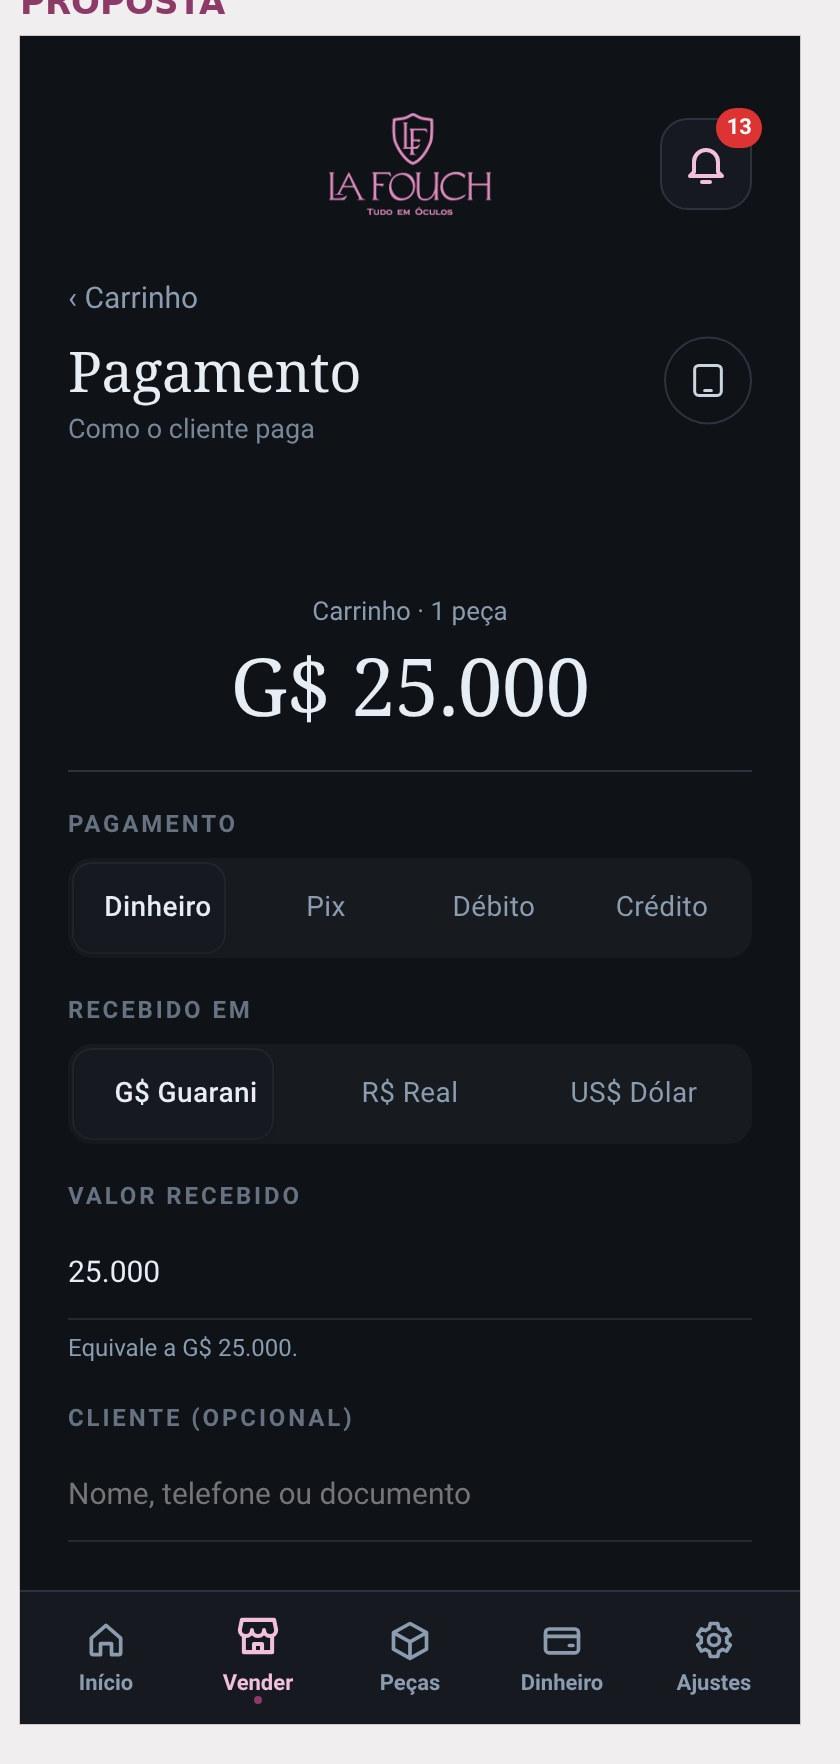 PROPOSTA
13
LF
LA FOUCH
TUDO EM ÓCULOS
‹ Carrinho
Pagamento
Como o cliente paga
Carrinho · 1 peça
G$ 25.000
PAGAMENTO
Dinheiro Pix Débito Crédito
RECEBIDO EM
G$ Guarani R$ Real US$ Dólar
VALOR RECEBIDO
25.000
Equivale a G$ 25.000.
CLIENTE (OPCIONAL)
Nome, telefone ou documento
Início Vender Peças Dinheiro Ajustes